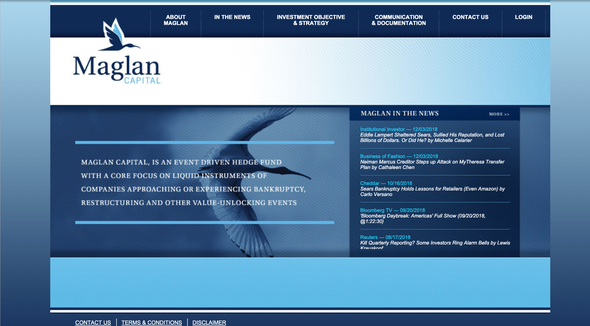 ABOUT
MAGLAN
IN THE NEWS
INVESTMENT OBJECTIVE
& STRATEGY
COMMUNICATION
& DOCUMENTATION
CONTACT US
LOGIN
Maglan
CAPITAL
MAGLAN CAPITAL, IS AN EVENT DRIVEN HEDGE FUND
WITH A CORE FOCUS ON LIQUID INSTRUMENTS OF
COMPANIES APPROACHING OR EXPERIENCING BANKRUPTCY,
RESTRUCTURING AND OTHER VALUE-UNLOCKING EVENTS
MAGLAN IN THE NEWS
MORE >>
Institutional Investor — 12/03/2018
Eddie Lampert Shattered Sears, Sullied His Reputation, and Lost
Billions of Dollars. Or Did He? by Michelle Celarier
Business of Fashion — 12/03/2018
Neiman Marcus Creditor Steps up Attack on MyTheresa Transfer
Plan by Cathaleen Chen
Cheddar — 10/16/2018
Sears Bankruptcy Holds Lessons for Retailers (Even Amazon) by
Carlo Versano
Bloomberg TV — 09/20/2018
'Bloomberg Daybreak: Americas' Full Show (09/20/2018,
@1:22:30)
Reuters — 08/17/2018
Kill Quarterly Reporting? Some Investors Ring Alarm Bells by Lewis
CONTACT US
TERMS & CONDITIONS
DISCLAIMER